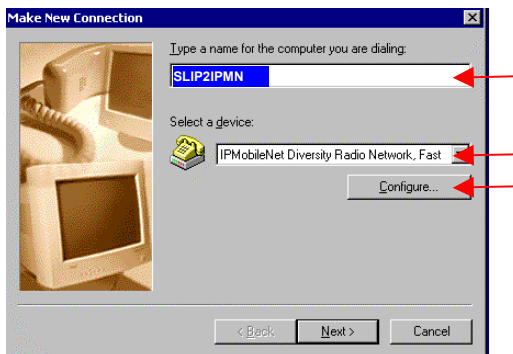 Make New Connection
Type a name for the computer you are dialing:
SLIP2IPMN
Select a device:
IPMobileNet Diversity Radio Network, Fast
Configure...
< Back
Next >
Cancel